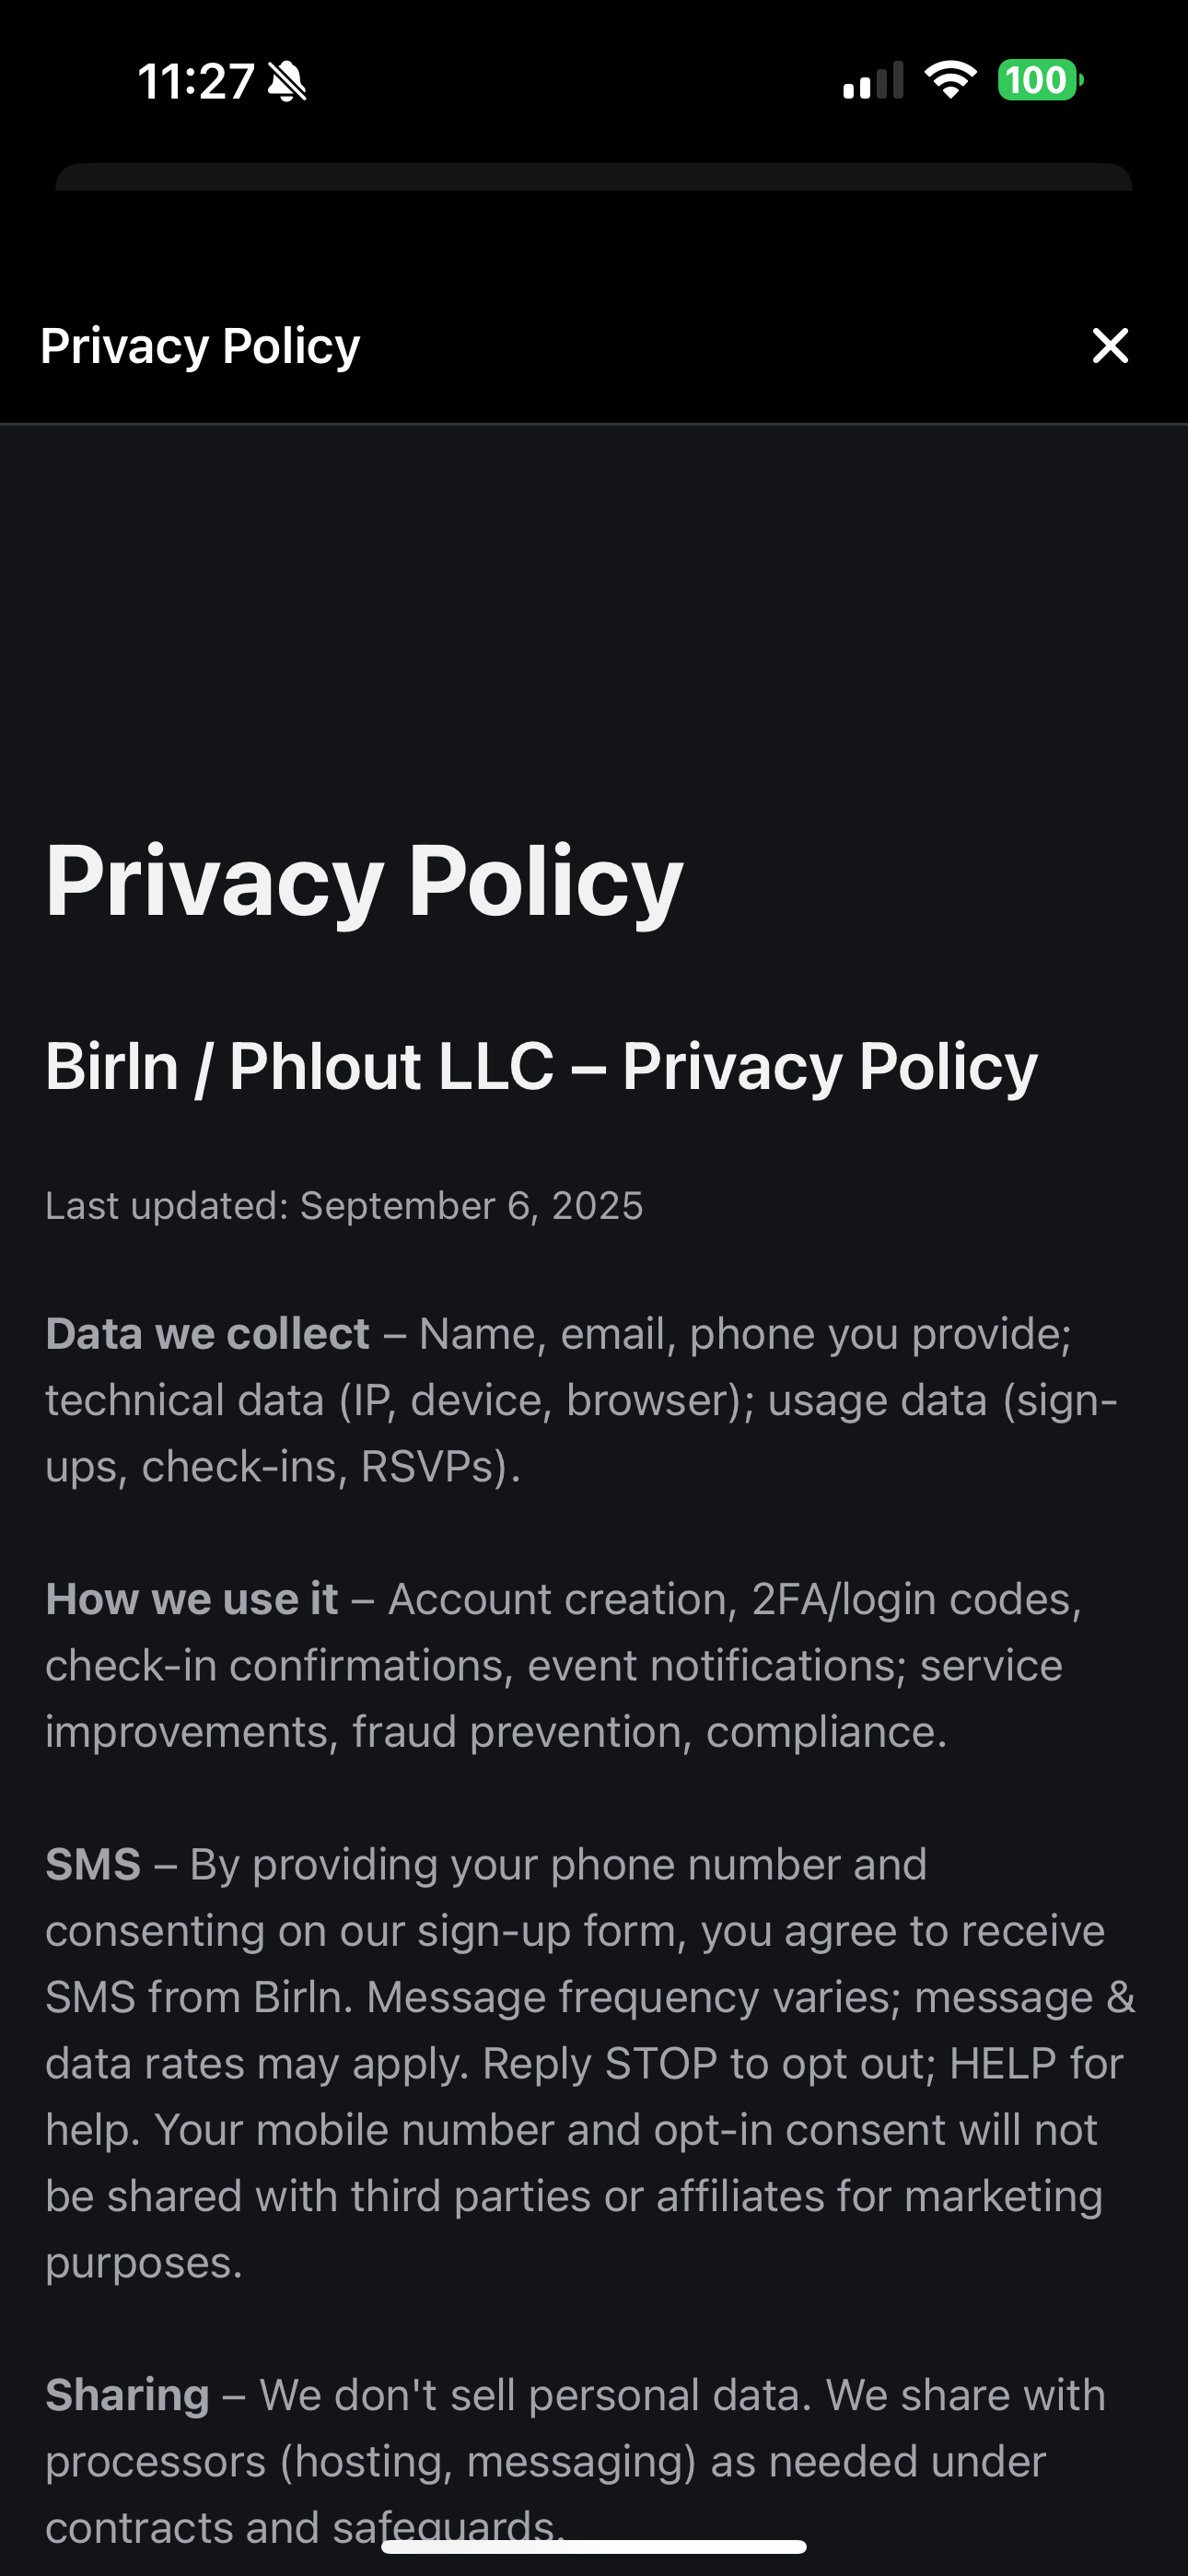 11:27
100
Privacy Policy
Privacy Policy
BirIn / Phlout LLC – Privacy Policy
Last updated: September 6, 2025
Data we collect – Name, email, phone you provide;
technical data (IP, device, browser); usage data (sign-
ups, check-ins, RSVPs).
How we use it – Account creation, 2FA/login codes,
check-in confirmations, event notifications; service
improvements, fraud prevention, compliance.
SMS – By providing your phone number and
consenting on our sign-up form, you agree to receive
SMS from BirIn. Message frequency varies; message &
data rates may apply. Reply STOP to opt out; HELP for
help. Your mobile number and opt-in consent will not
be shared with third parties or affiliates for marketing
purposes.
Sharing – We don't sell personal data. We share with
processors (hosting, messaging) as needed under
contracts and safeguards.